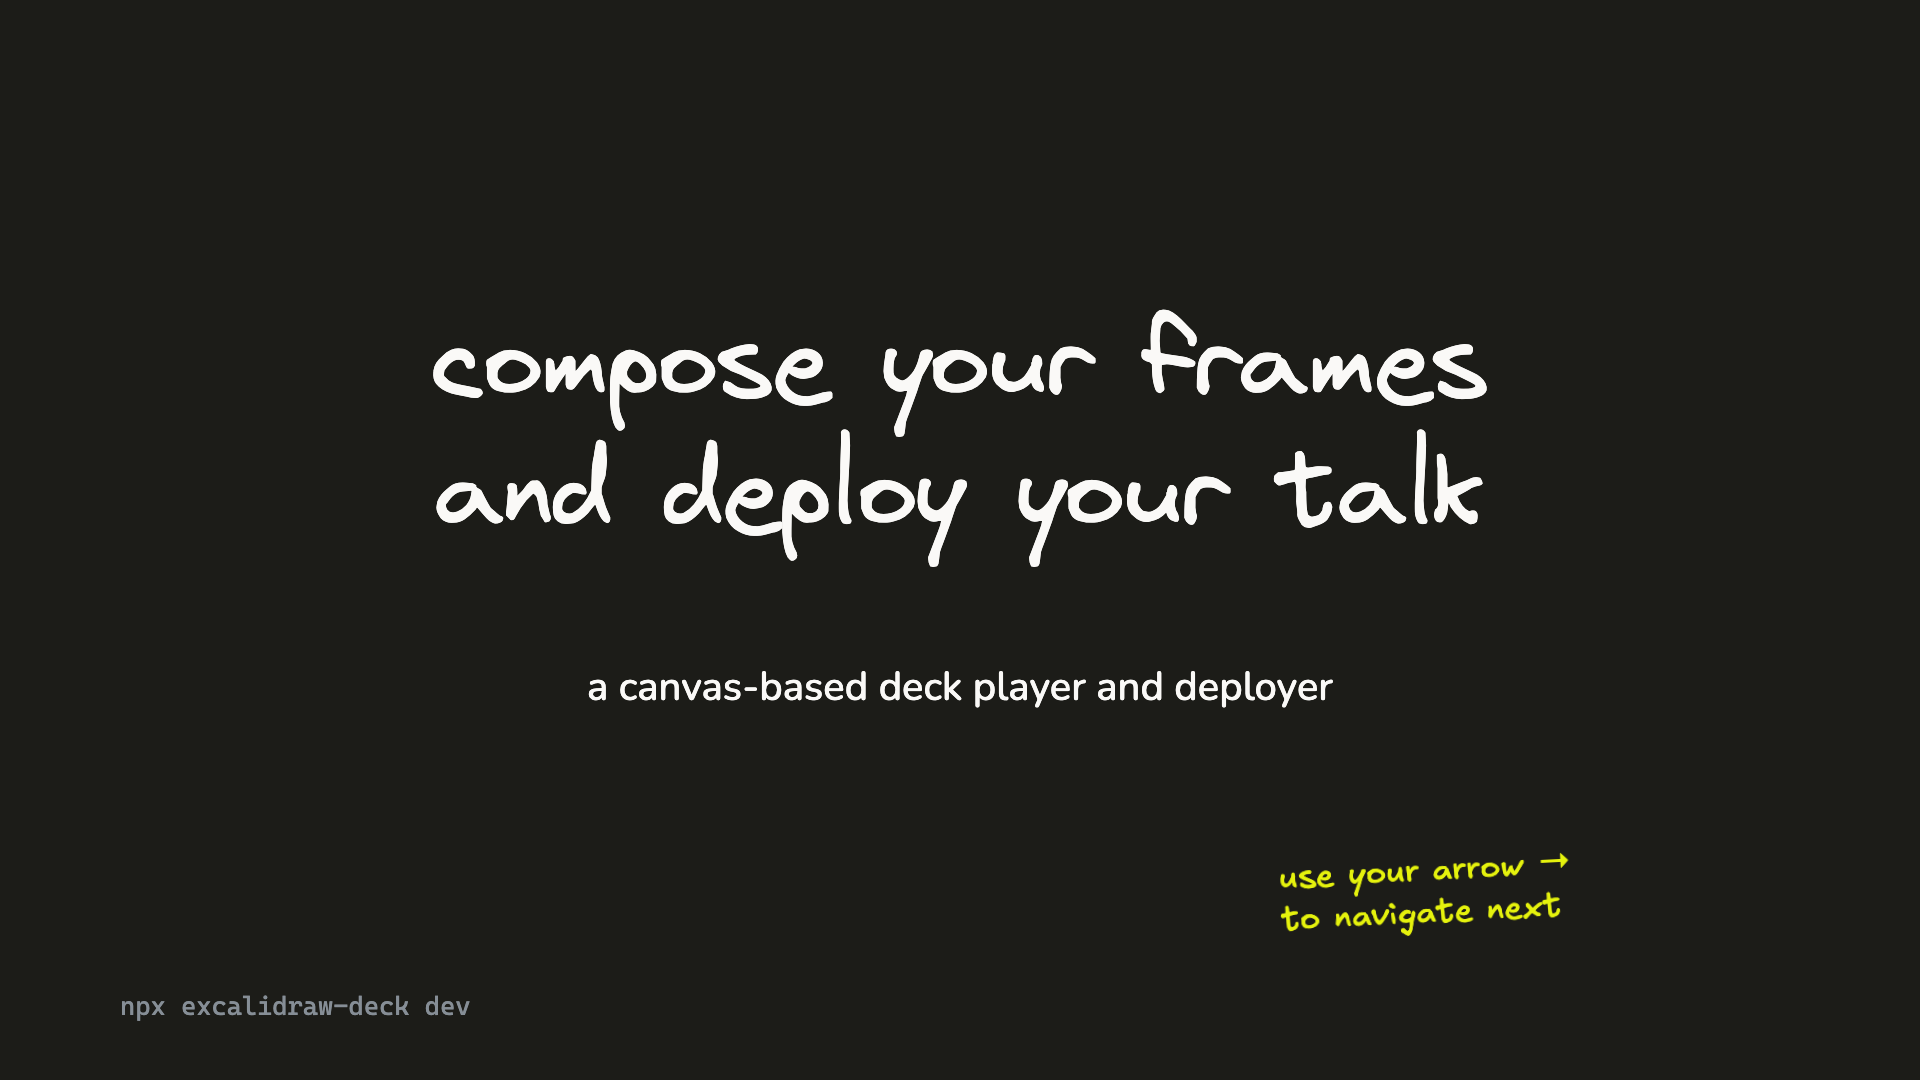 compose your frames
and deploy your talk
a canvas-based deck player and deployer
use your arrow →
to navigate next
npx excalidraw-deck dev